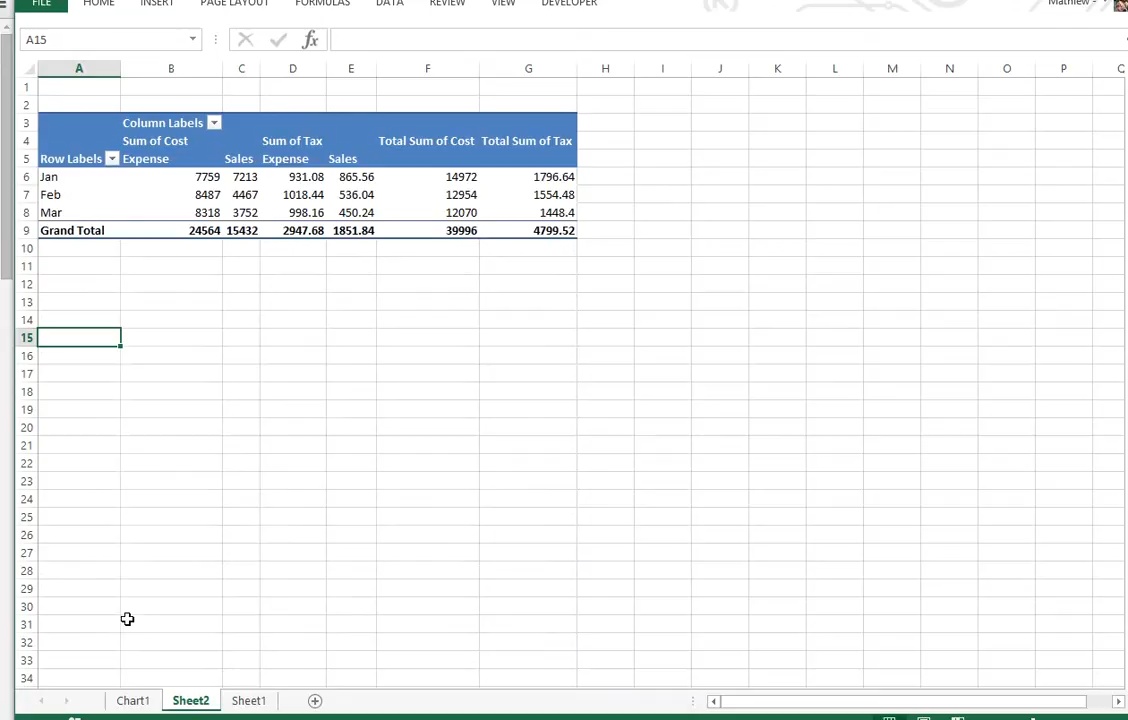 FILE HOME INSERT PAGE LAYOUT FORMULAS DATA REVIEW VIEW DEVELOPER Mathiew
A15 fx
A B C D E F G H I J K L M N O P Q
1
2
3 Column Labels
4 Sum of Cost Sum of Tax Total Sum of Cost Total Sum of Tax
5 Row Labels Expense Sales Expense Sales
6 Jan 7759 7213 931.08 865.56 14972 1796.64
7 Feb 8487 4467 1018.44 536.04 12954 1554.48
8 Mar 8318 3752 998.16 450.24 12070 1448.4
9 Grand Total 24564 15432 2947.68 1851.84 39996 4799.52
10
11
12
13
14
15
16
17
18
19
20
21
22
23
24
25
26
27
28
29
30
31
32
33
34
Chart1 Sheet2 Sheet1